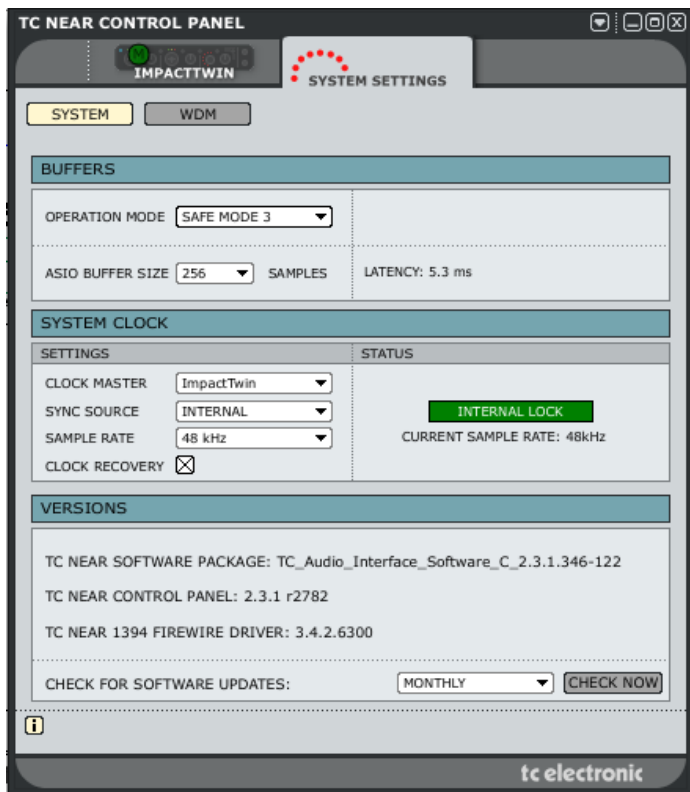 TC NEAR CONTROL PANEL
M
IMPACTTWIN
SYSTEM SETTINGS
SYSTEM WDM
BUFFERS
OPERATION MODE SAFE MODE 3
ASIO BUFFER SIZE 256 SAMPLES LATENCY: 5.3 ms
SYSTEM CLOCK
SETTINGS STATUS
CLOCK MASTER ImpactTwin
SYNC SOURCE INTERNAL INTERNAL LOCK
SAMPLE RATE 48 kHz CURRENT SAMPLE RATE: 48kHz
CLOCK RECOVERY
VERSIONS
TC NEAR SOFTWARE PACKAGE: TC_Audio_Interface_Software_C_2.3.1.346-122
TC NEAR CONTROL PANEL: 2.3.1 r2782
TC NEAR 1394 FIREWIRE DRIVER: 3.4.2.6300
CHECK FOR SOFTWARE UPDATES: MONTHLY CHECK NOW
i
tc electronic